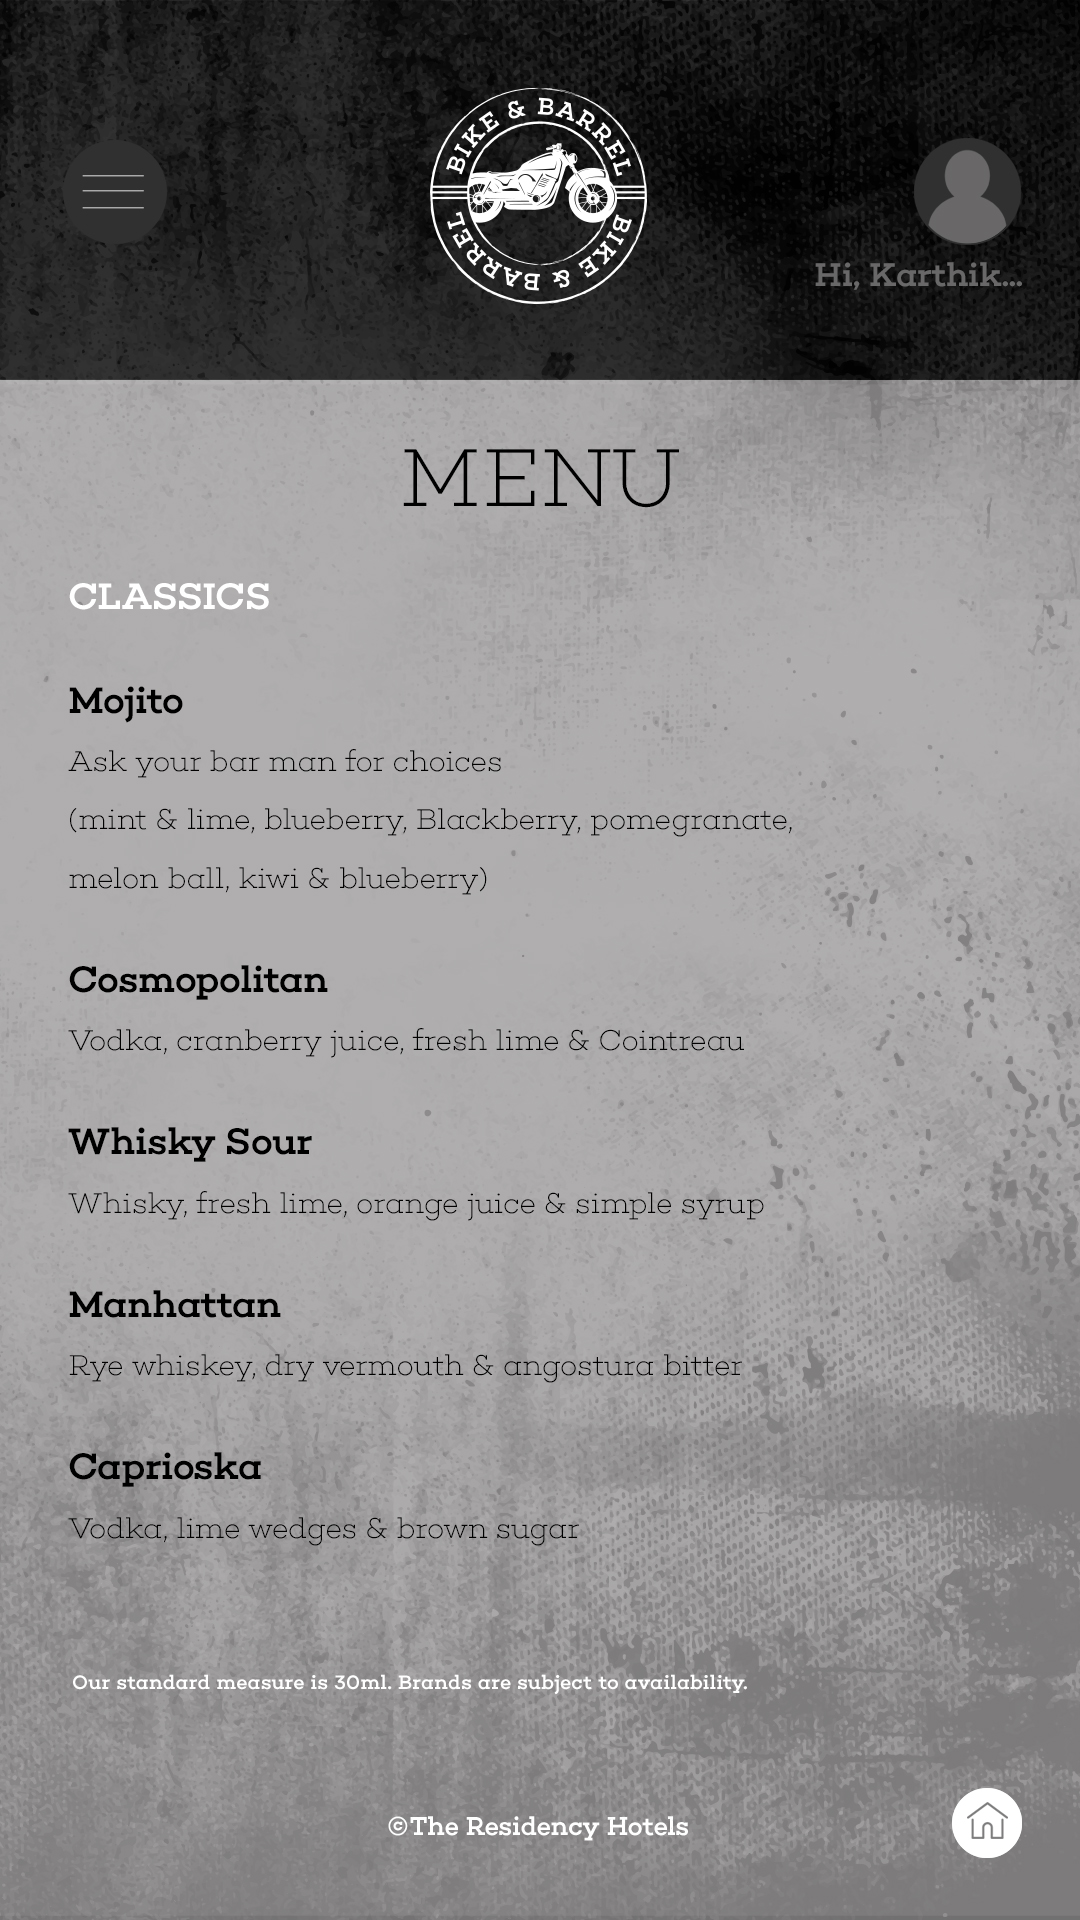 BIKE & BARREL
BIKE & BARREL
Hi, Karthik...
MENU
CLASSICS
Mojito
Ask your bar man for choices
(mint & lime, blueberry, Blackberry, pomegranate,
melon ball, kiwi & blueberry)
Cosmopolitan
Vodka, cranberry juice, fresh lime & Cointreau
Whisky Sour
Whisky, fresh lime, orange juice & simple syrup
Manhattan
Rye whiskey, dry vermouth & angostura bitter
Caprioska
Vodka, lime wedges & brown sugar
Our standard measure is 30ml. Brands are subject to availability.
©The Residency Hotels